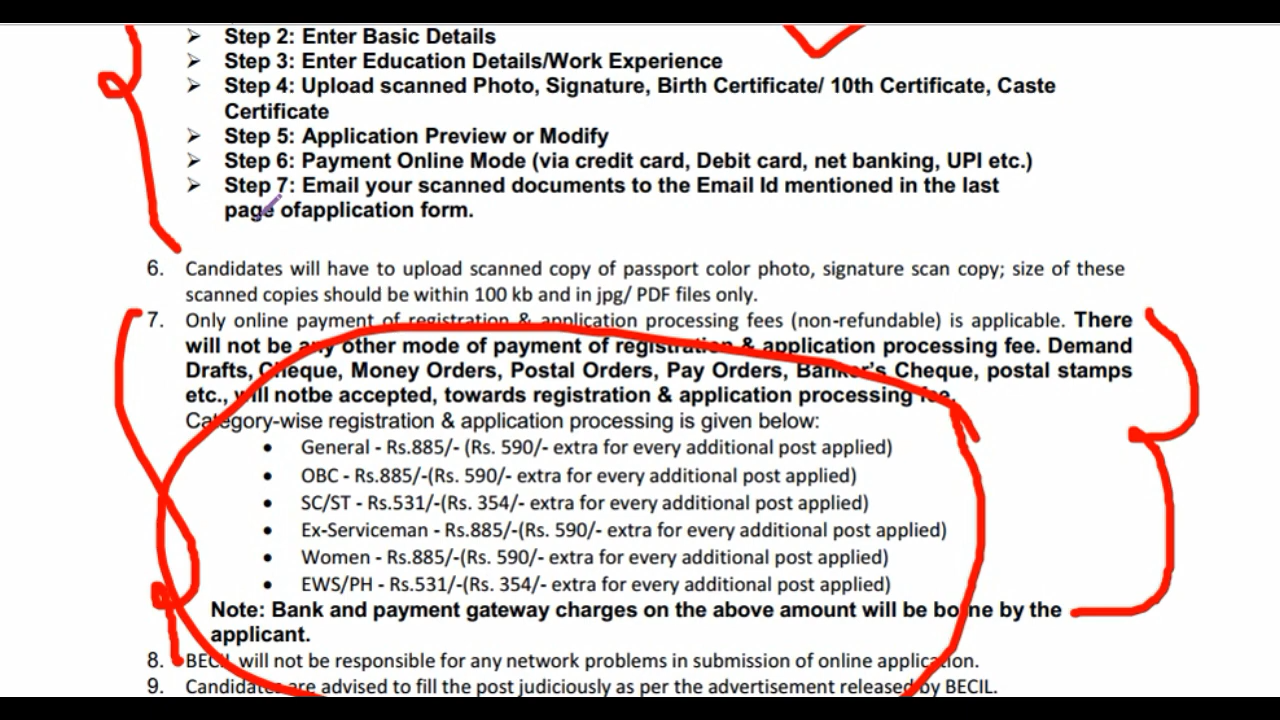 ➢ Step 2: Enter Basic Details
➢ Step 3: Enter Education Details/Work Experience
➢ Step 4: Upload scanned Photo, Signature, Birth Certificate/ 10th Certificate, Caste
Certificate
➢ Step 5: Application Preview or Modify
➢ Step 6: Payment Online Mode (via credit card, Debit card, net banking, UPI etc.)
➢ Step 7: Email your scanned documents to the Email Id mentioned in the last
page ofapplication form.
6. Candidates will have to upload scanned copy of passport color photo, signature scan copy; size of these
scanned copies should be within 100 kb and in jpg/ PDF files only.
7. Only online payment of registration & application processing fees (non-refundable) is applicable. There
will not be any other mode of payment of registration & application processing fee. Demand
Drafts, Cheque, Money Orders, Postal Orders, Pay Orders, Banker’s Cheque, postal stamps
etc., will notbe accepted, towards registration & application processing fee.
Category-wise registration & application processing is given below:
• General - Rs.885/- (Rs. 590/- extra for every additional post applied)
• OBC - Rs.885/-(Rs. 590/- extra for every additional post applied)
• SC/ST - Rs.531/-(Rs. 354/- extra for every additional post applied)
• Ex-Serviceman - Rs.885/-(Rs. 590/- extra for every additional post applied)
• Women - Rs.885/-(Rs. 590/- extra for every additional post applied)
• EWS/PH - Rs.531/-(Rs. 354/- extra for every additional post applied)
Note: Bank and payment gateway charges on the above amount will be borne by the
applicant.
8. BECIL will not be responsible for any network problems in submission of online application.
9. Candidates are advised to fill the post judiciously as per the advertisement released by BECIL.